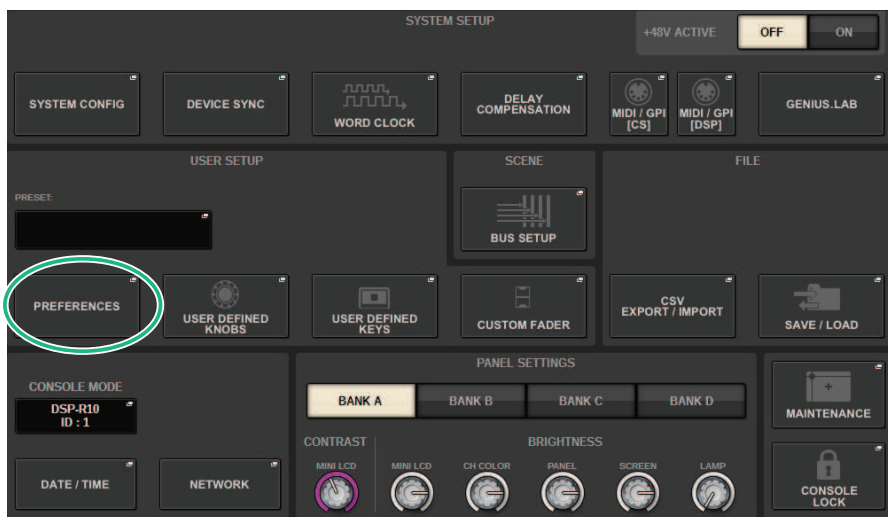 SYSTEM SETUP
+48V ACTIVE
OFF
ON
SYSTEM CONFIG
DEVICE SYNC
WORD CLOCK
DELAY
COMPENSATION
MIDI / GPI
[CS]
MIDI / GPI
[DSP]
GENIUS.LAB
USER SETUP
SCENE
FILE
PRESET:
BUS SETUP
PREFERENCES
USER DEFINED
KNOBS
USER DEFINED
KEYS
CUSTOM FADER
CSV
EXPORT / IMPORT
SAVE / LOAD
CONSOLE MODE
DSP-R10
ID : 1
DATE / TIME
NETWORK
PANEL SETTINGS
BANK A
BANK B
BANK C
BANK D
CONTRAST
BRIGHTNESS
MINI LCD
MINI LCD
CH COLOR
PANEL
SCREEN
LAMP
MAINTENANCE
CONSOLE
LOCK